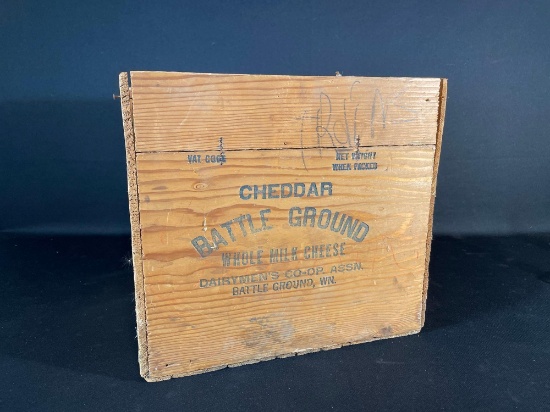 VAT CODE
NET WEIGHT
WHEN PACKED
CHEDDAR
BATTLE GROUND
WHOLE MILK CHEESE
DAIRYMEN'S CO-OP. ASSN.
BATTLE GROUND, WN.